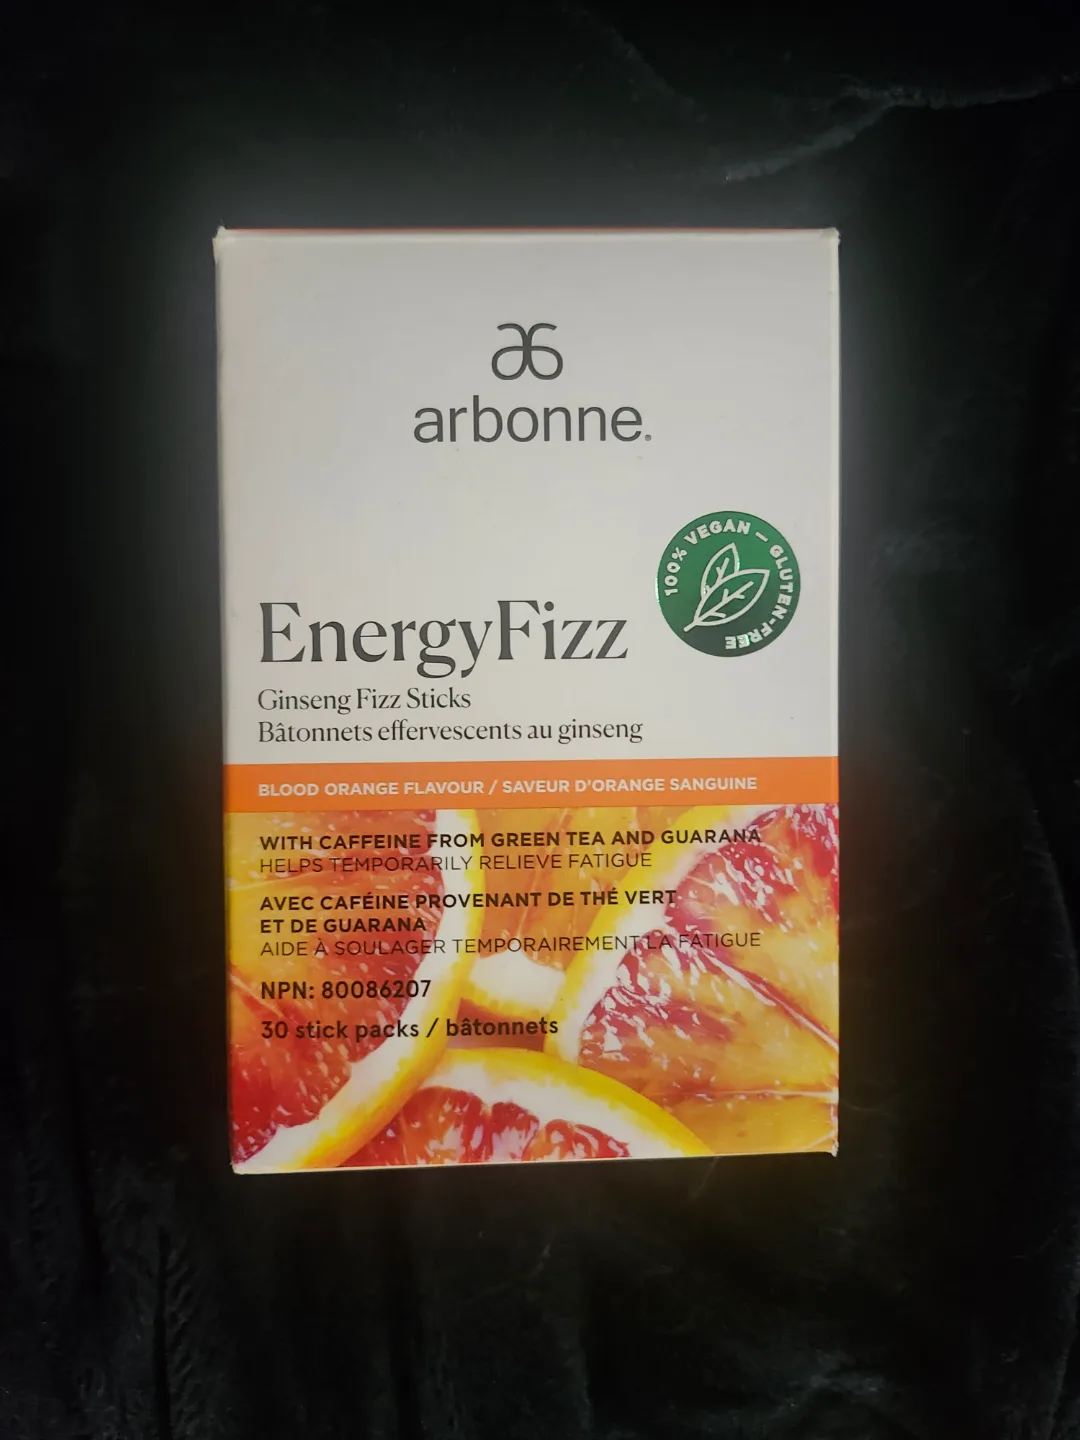 arbonne®
100% VEGAN — GLUTEN-FREE
EnergyFizz
Ginseng Fizz Sticks
Bâtonnets effervescents au ginseng
BLOOD ORANGE FLAVOUR / SAVEUR D'ORANGE SANGUINE
WITH CAFFEINE FROM GREEN TEA AND GUARANA
HELPS TEMPORARILY RELIEVE FATIGUE
AVEC CAFÉINE PROVENANT DE THÉ VERT
ET DE GUARANA
AIDE À SOULAGER TEMPORAIREMENT LA FATIGUE
NPN: 80086207
30 stick packs / bâtonnets